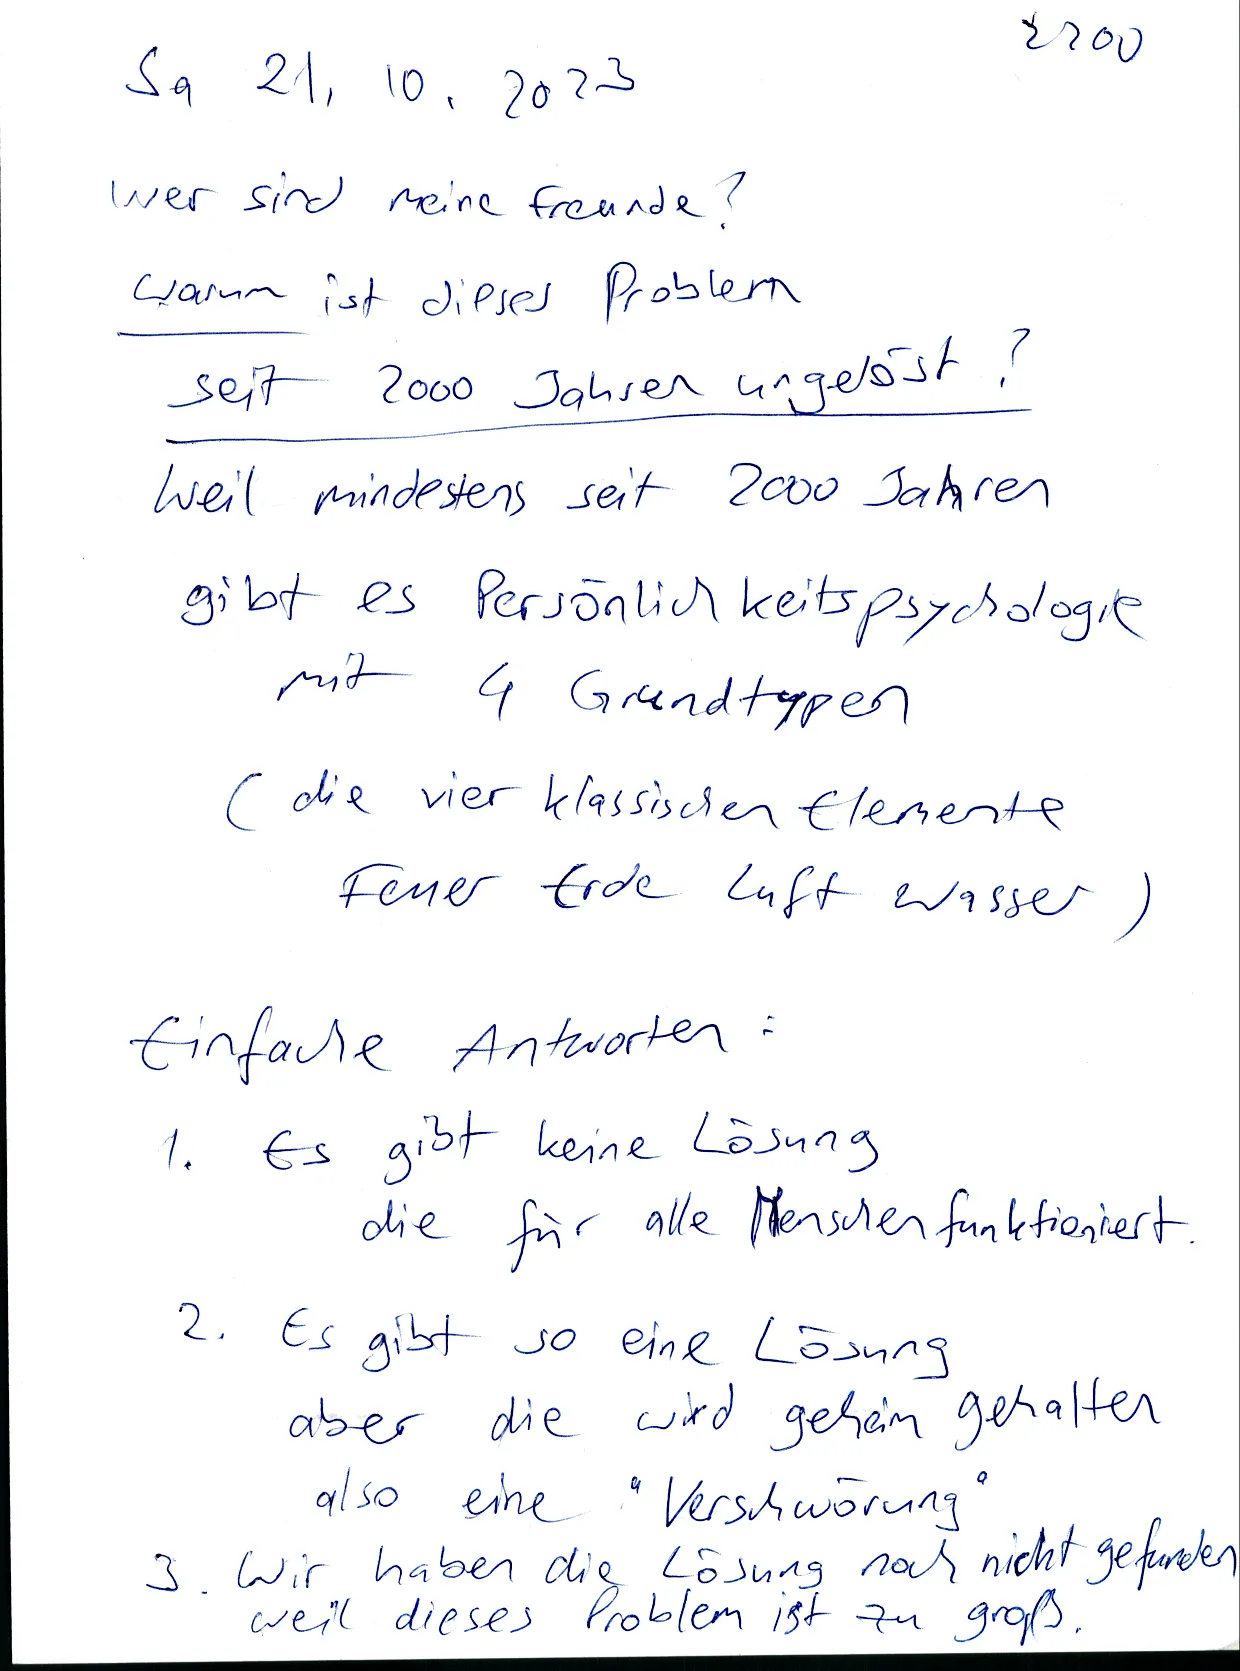 2200
Sa 21. 10. 2023
Wer sind meine Freunde?
Warum ist dieses Problem
seit 2000 Jahren ungelöst?
Weil mindestens seit 2000 Jahren
gibt es Persönlichkeitspsychologie
mit 4 Grundtypen
(die vier klassischen Elemente
Feuer Erde Luft Wasser)
Einfache Antworten:
1. Es gibt keine Lösung
die für alle Menschen funktioniert.
2. Es gibt so eine Lösung
aber die wird geheim gehalten
also eine "Verschwörung"
3. Wir haben die Lösung noch nicht gefunden
weil dieses Problem ist zu groß.